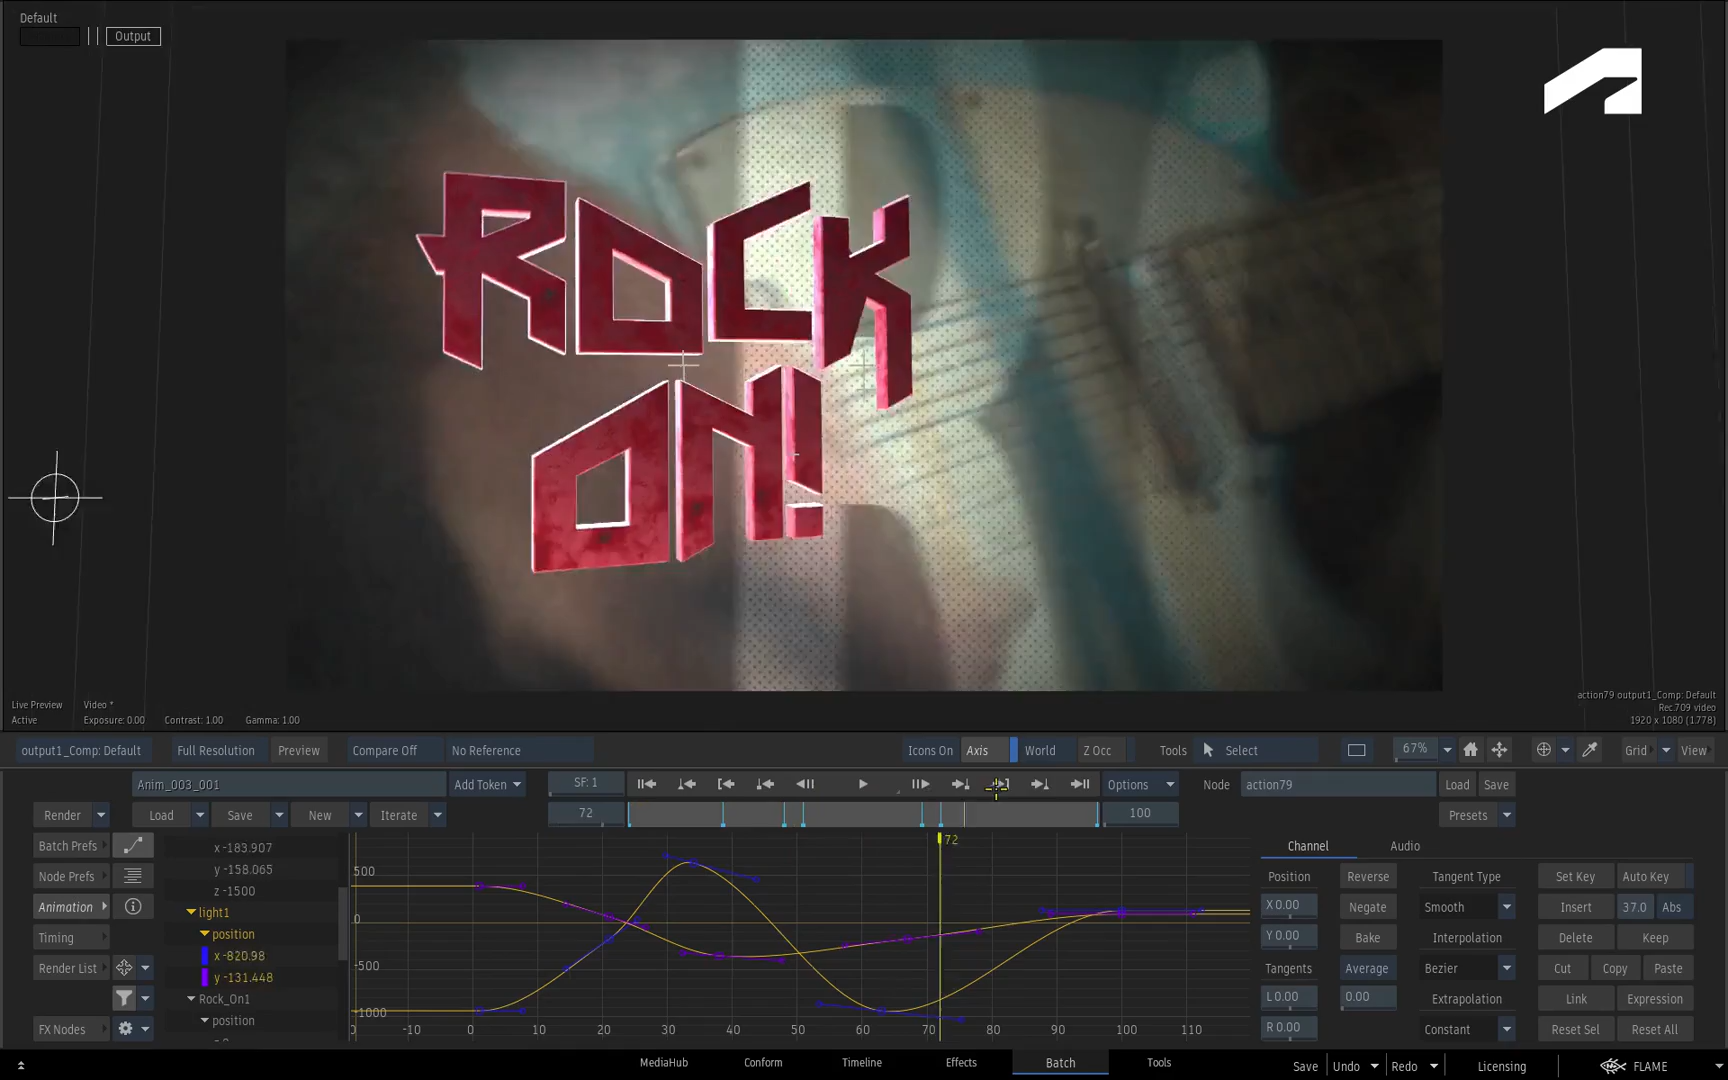 Default
Output
ROCK
ON!
Live Preview
Active
Video *
Exposure: 0.00 Contrast: 1.00 Gamma: 1.00
action79 output1_Comp: Default
Rec.709 video
1920 x 1080 (1.778)
output1_Comp: Default Full Resolution Preview Compare Off No Reference Icons On Axis World Z Occ Tools Select 67% Grid View
Anim_003_001 Add Token SF: 1 Options Node action79 Load Save
Render Load Save New Iterate 72 100 Presets
Batch Prefs
Node Prefs
Animation
Timing
Render List
FX Nodes
x -183.907
y -158.065
z -1500
light1
position
x -820.98
y -131.448
Rock_On1
position
500
0
-500
-1000
72
-10 0 10 20 30 40 50 60 70 80 90 100 110
Channel Audio
Position Reverse Tangent Type Set Key Auto Key
X 0.00 Negate Smooth Insert 37.0 Abs
Y 0.00 Bake Interpolation Delete Keep
Tangents Average Bezier Cut Copy Paste
L 0.00 0.00 Extrapolation Link Expression
R 0.00 Constant Reset Sel Reset All
MediaHub Conform Timeline Effects Batch Tools Save Undo Redo Licensing FLAME